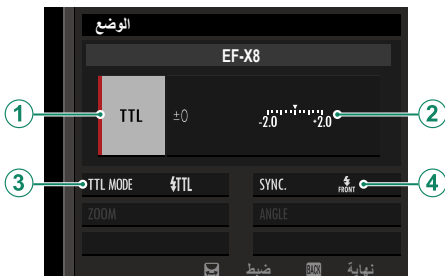 الوضع
EF-X8
① TTL ±0 -2.0 +2.0 ②
③ TTL MODE TTL SYNC. FRONT ④
ZOOM ANGLE
نهاية BACK ضبط